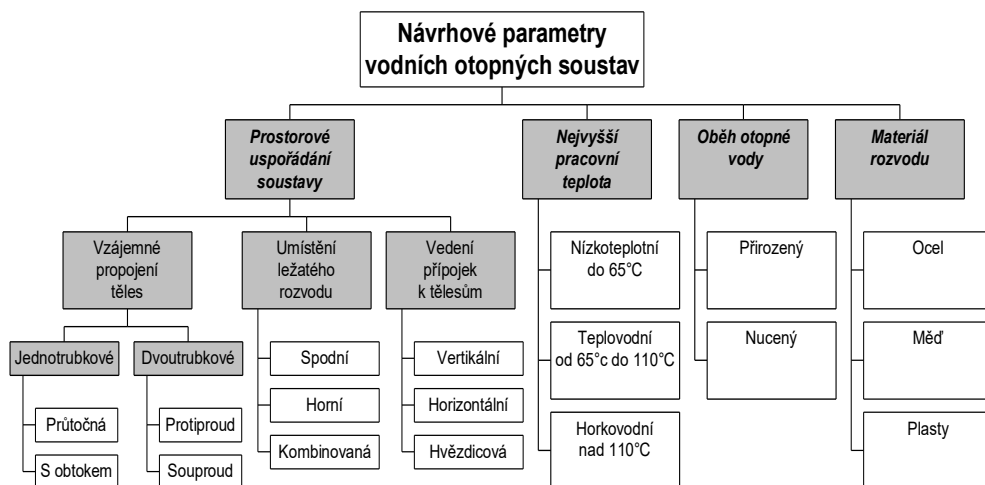 Návrhové parametry
vodních otopných soustav
Prostorové
uspořádání
soustavy
Nejvyšší
pracovní
teplota
Oběh otopné
vody
Materiál
rozvodu
Vzájemné
propojení
těles
Umístění
ležatého
rozvodu
Vedení
přípojek
k tělesům
Jednotrubkové
Dvoutrubkové
Průtočná
S obtokem
Protiproud
Souproud
Spodní
Horní
Kombinovaná
Vertikální
Horizontální
Hvězdicová
Nízkoteplotní
do 65°C
Teplovodní
od 65°c do 110°C
Horkovodní
nad 110°C
Přirozený
Nucený
Ocel
Měď
Plasty